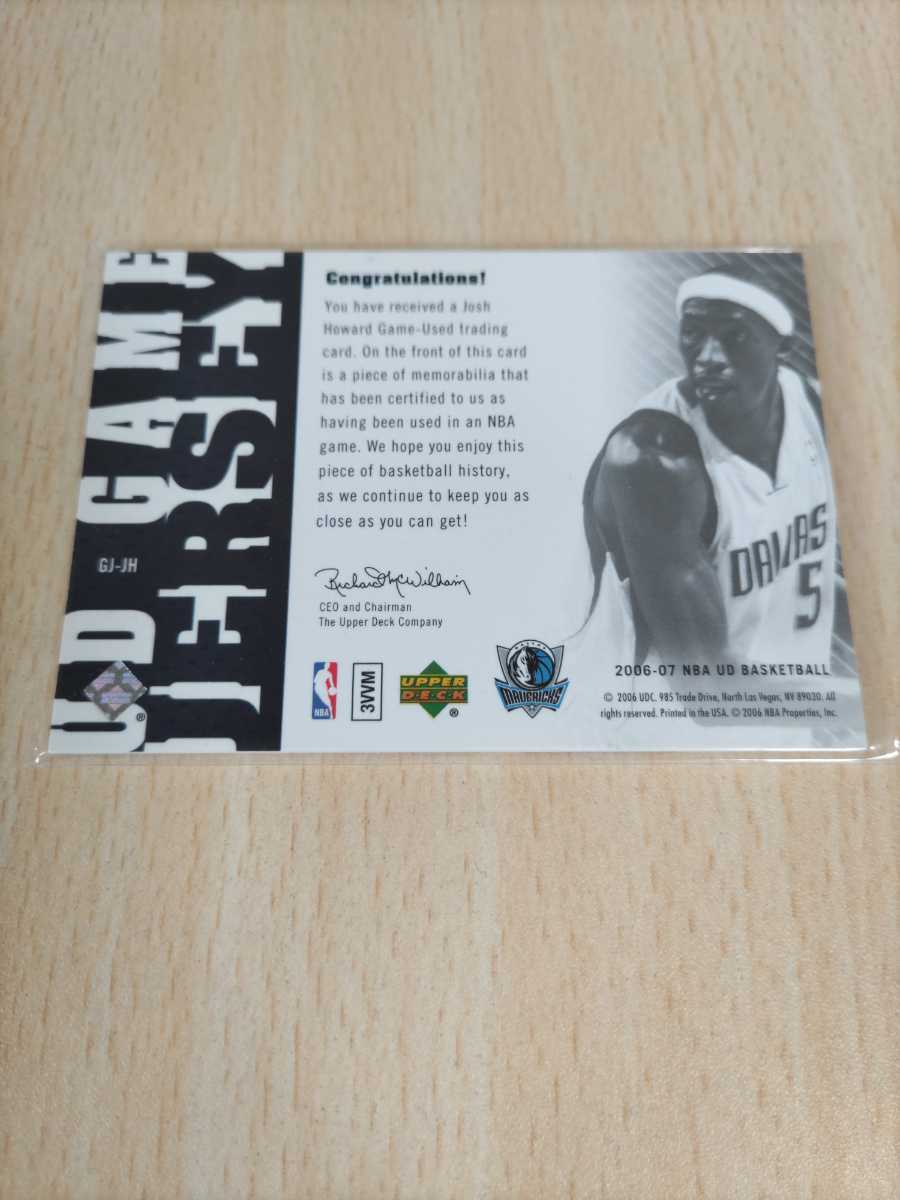 UD GAME
JERSEY
GJ-JH
®
Congratulations!
You have received a Josh
Howard Game-Used trading
card. On the front of this card
is a piece of memorabilia that
has been certified to us as
having been used in an NBA
game. We hope you enjoy this
piece of basketball history,
as we continue to keep you as
close as you can get!
Richard McWilliam
CEO and Chairman
The Upper Deck Company
NBA
3VVM
UPPER
DECK
®
DALLAS
MAVERICKS
DALLAS
5
2006-07 NBA UD BASKETBALL
© 2006 UDC. 985 Trade Drive, North Las Vegas, NV 89030. All
rights reserved. Printed in the USA. © 2006 NBA Properties, Inc.